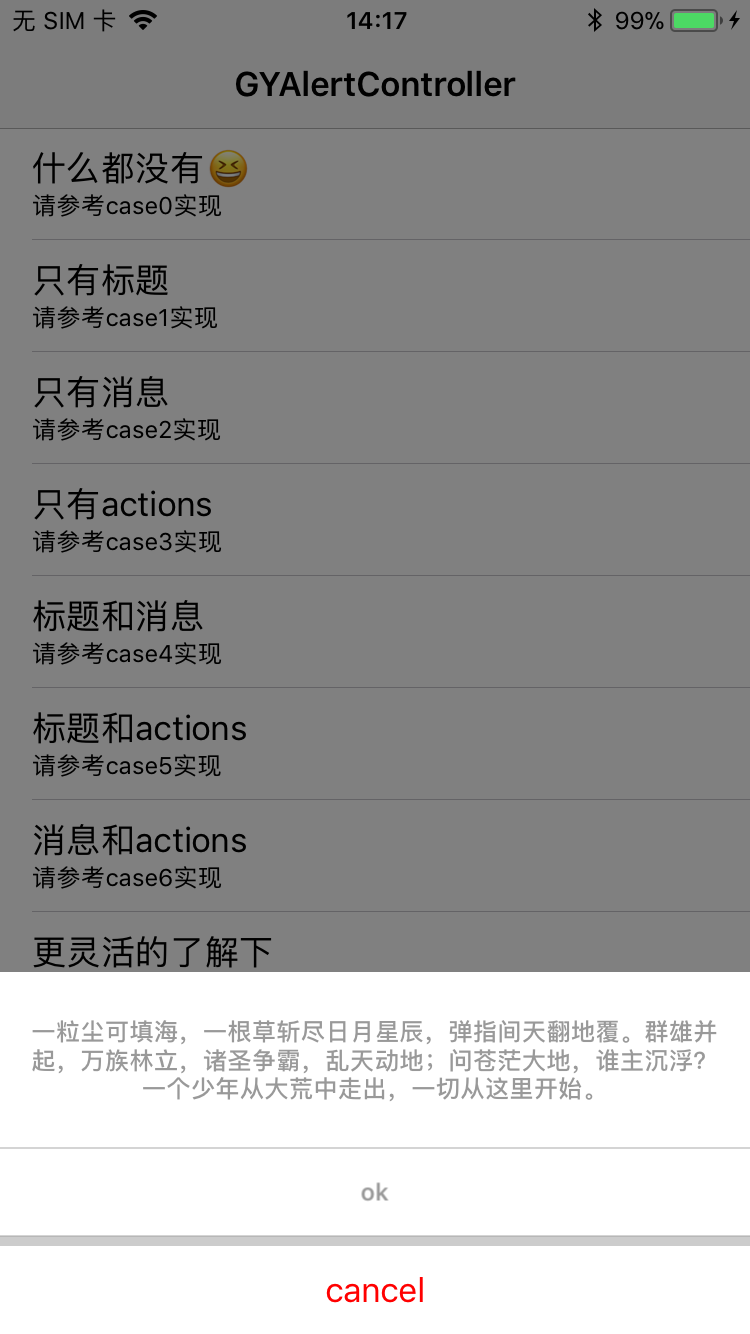 无 SIM 卡 14:17 99%
GYAlertController
什么都没有😆
请参考case0实现
只有标题
请参考case1实现
只有消息
请参考case2实现
只有actions
请参考case3实现
标题和消息
请参考case4实现
标题和actions
请参考case5实现
消息和actions
请参考case6实现
更灵活的了解下
一粒尘可填海，一根草斩尽日月星辰，弹指间天翻地覆。群雄并
起，万族林立，诸圣争霸，乱天动地；问苍茫大地，谁主沉浮？
一个少年从大荒中走出，一切从这里开始。
ok
cancel